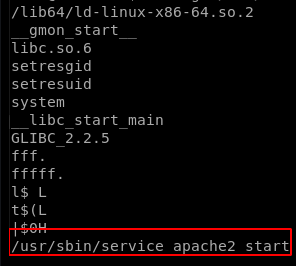 /lib64/ld-linux-x86-64.so.2
__gmon_start__
libc.so.6
setresgid
setresuid
system
__libc_start_main
GLIBC_2.2.5
fff.
fffff.
l$ L
t$(L
|$0H
/usr/sbin/service apache2 start